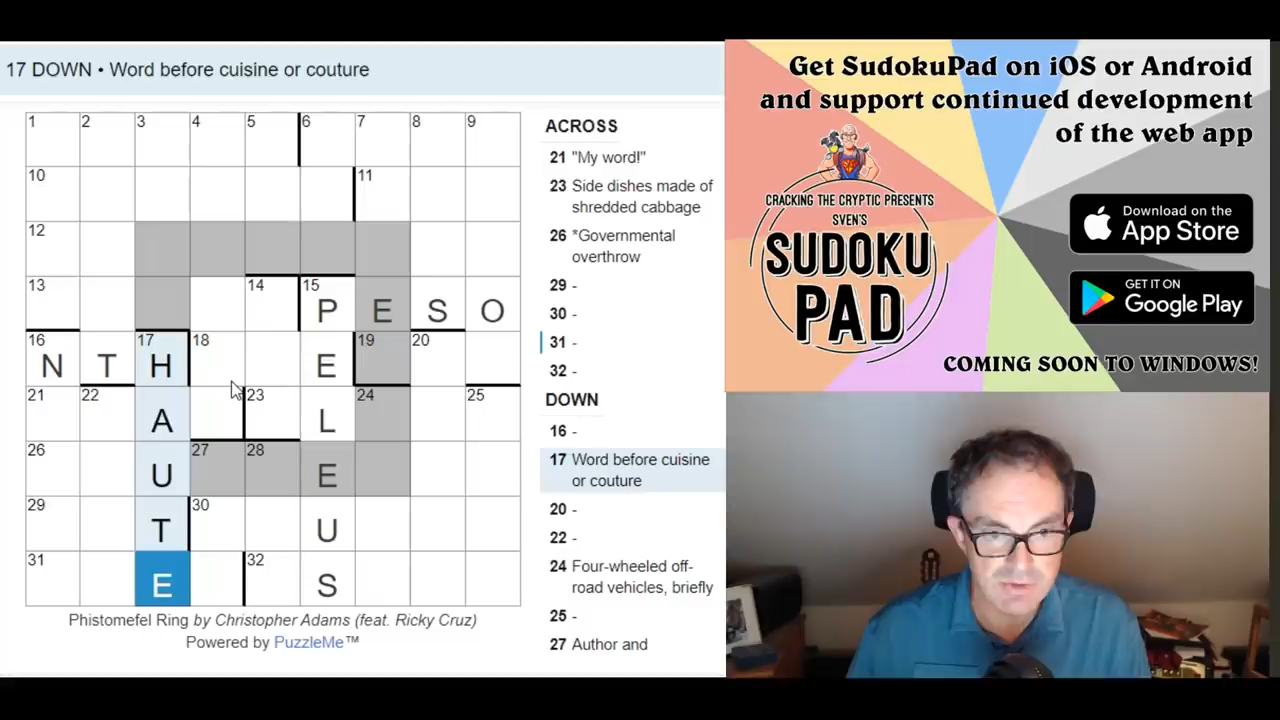 17 DOWN • Word before cuisine or couture
1 2 3 4 5 6 7 8 9
10 11
12
13 14 15 P E S O
16 N T 17 H 18 E 19 20
21 22 A 23 L 24 25
26 U 27 28 E
29 T 30 U
31 E 32 S
Phistomefel Ring by Christopher Adams (feat. Ricky Cruz)
Powered by PuzzleMe™
ACROSS
21 "My word!"
23 Side dishes made of
shredded cabbage
26 *Governmental
overthrow
29 -
30 -
31 -
32 -
DOWN
16 -
17 Word before cuisine
or couture
20 -
22 -
24 Four-wheeled off-
road vehicles, briefly
25 -
27 Author and
Get SudokuPad on iOS or Android
and support continued development
of the web app
CRACKING THE CRYPTIC PRESENTS
SVEN'S
SUDOKU
PAD
Download on the
App Store
GET IT ON
Google Play
COMING SOON TO WINDOWS!